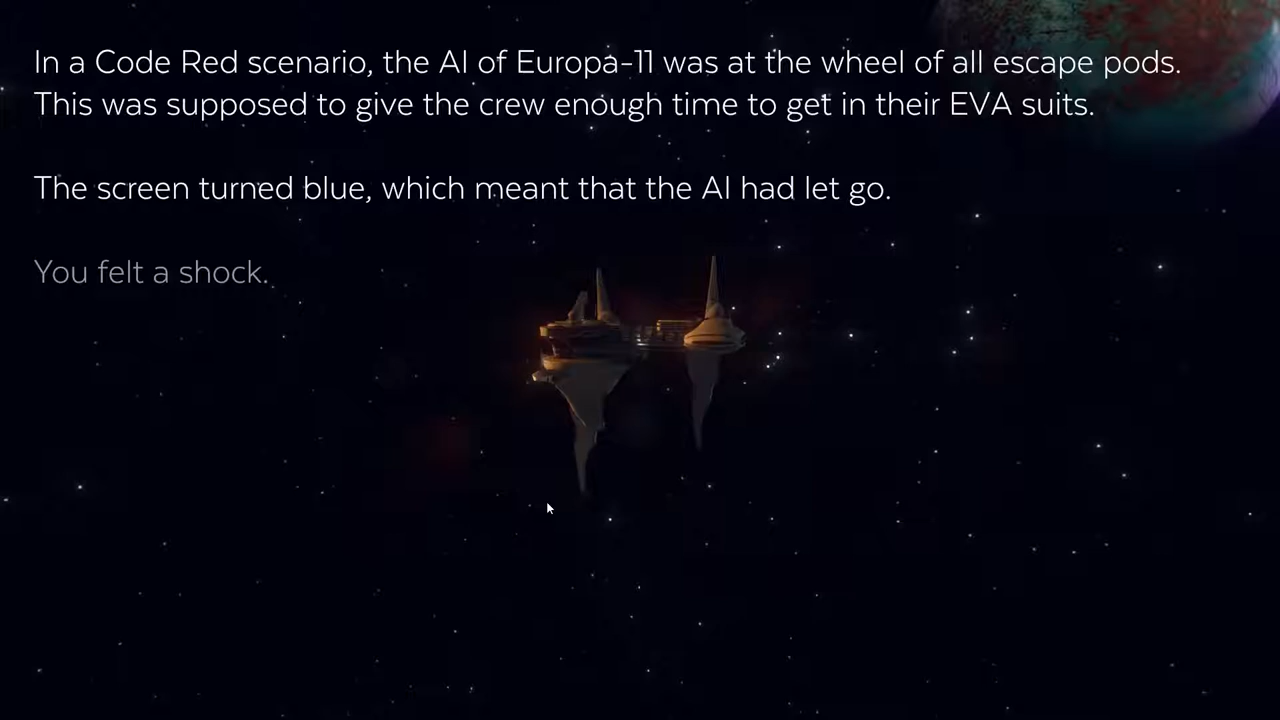 In a Code Red scenario, the AI of Europa-11 was at the wheel of all escape pods.
This was supposed to give the crew enough time to get in their EVA suits.
The screen turned blue, which meant that the AI had let go.
You felt a shock.